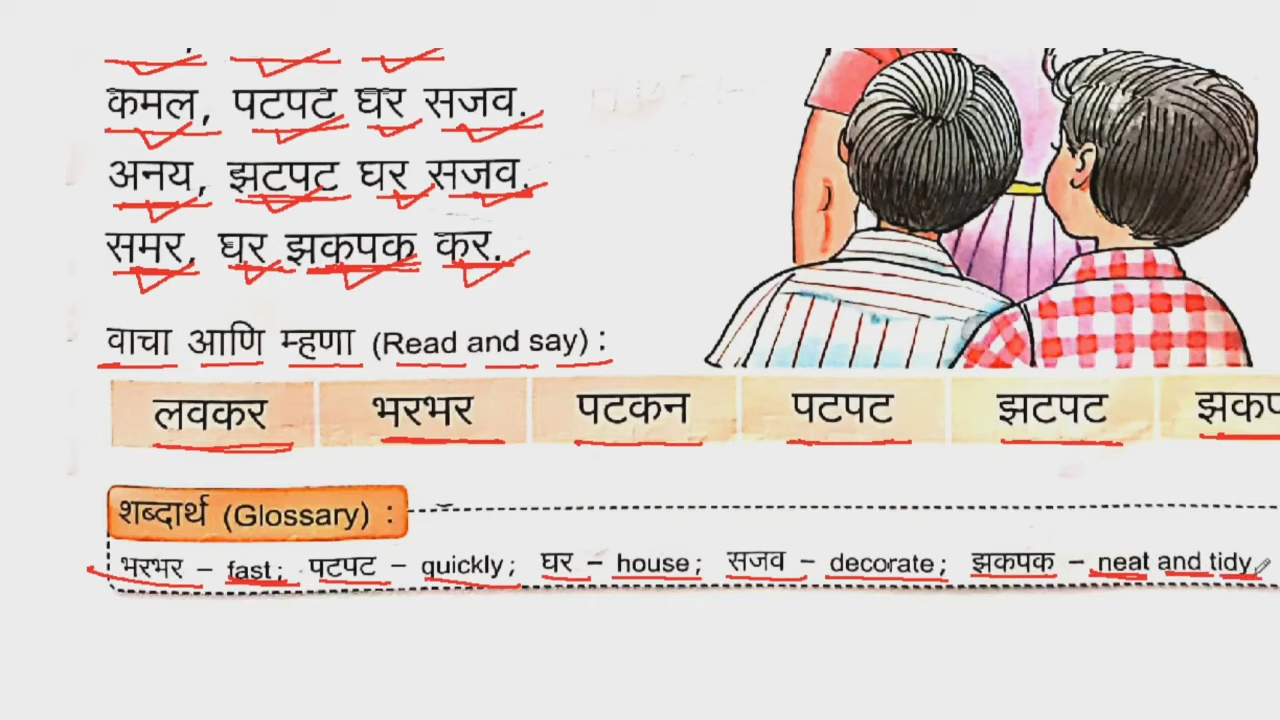 कमल, पटपट घर सजव.
अनय, झटपट घर सजव.
समर, घर झकपक कर.
वाचा आणि म्हणा (Read and say) :
लवकर भरभर पटकन पटपट झटपट
शब्दार्थ (Glossary) :
भरभर – fast; पटपट – quickly; घर – house; सजव – decorate; झकपक – neat and tidy